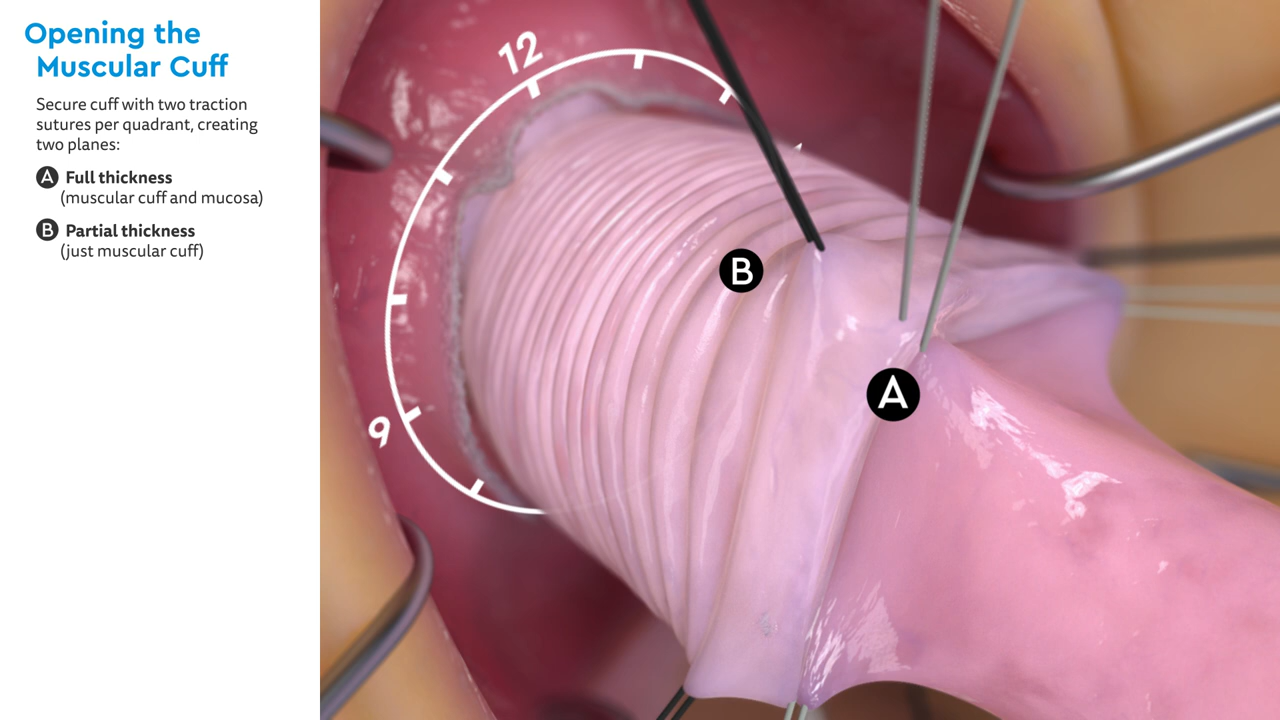 Opening the
Muscular Cuff
Secure cuff with two traction
sutures per quadrant, creating
two planes:
A Full thickness
(muscular cuff and mucosa)
B Partial thickness
(just muscular cuff)
12
9
B
A